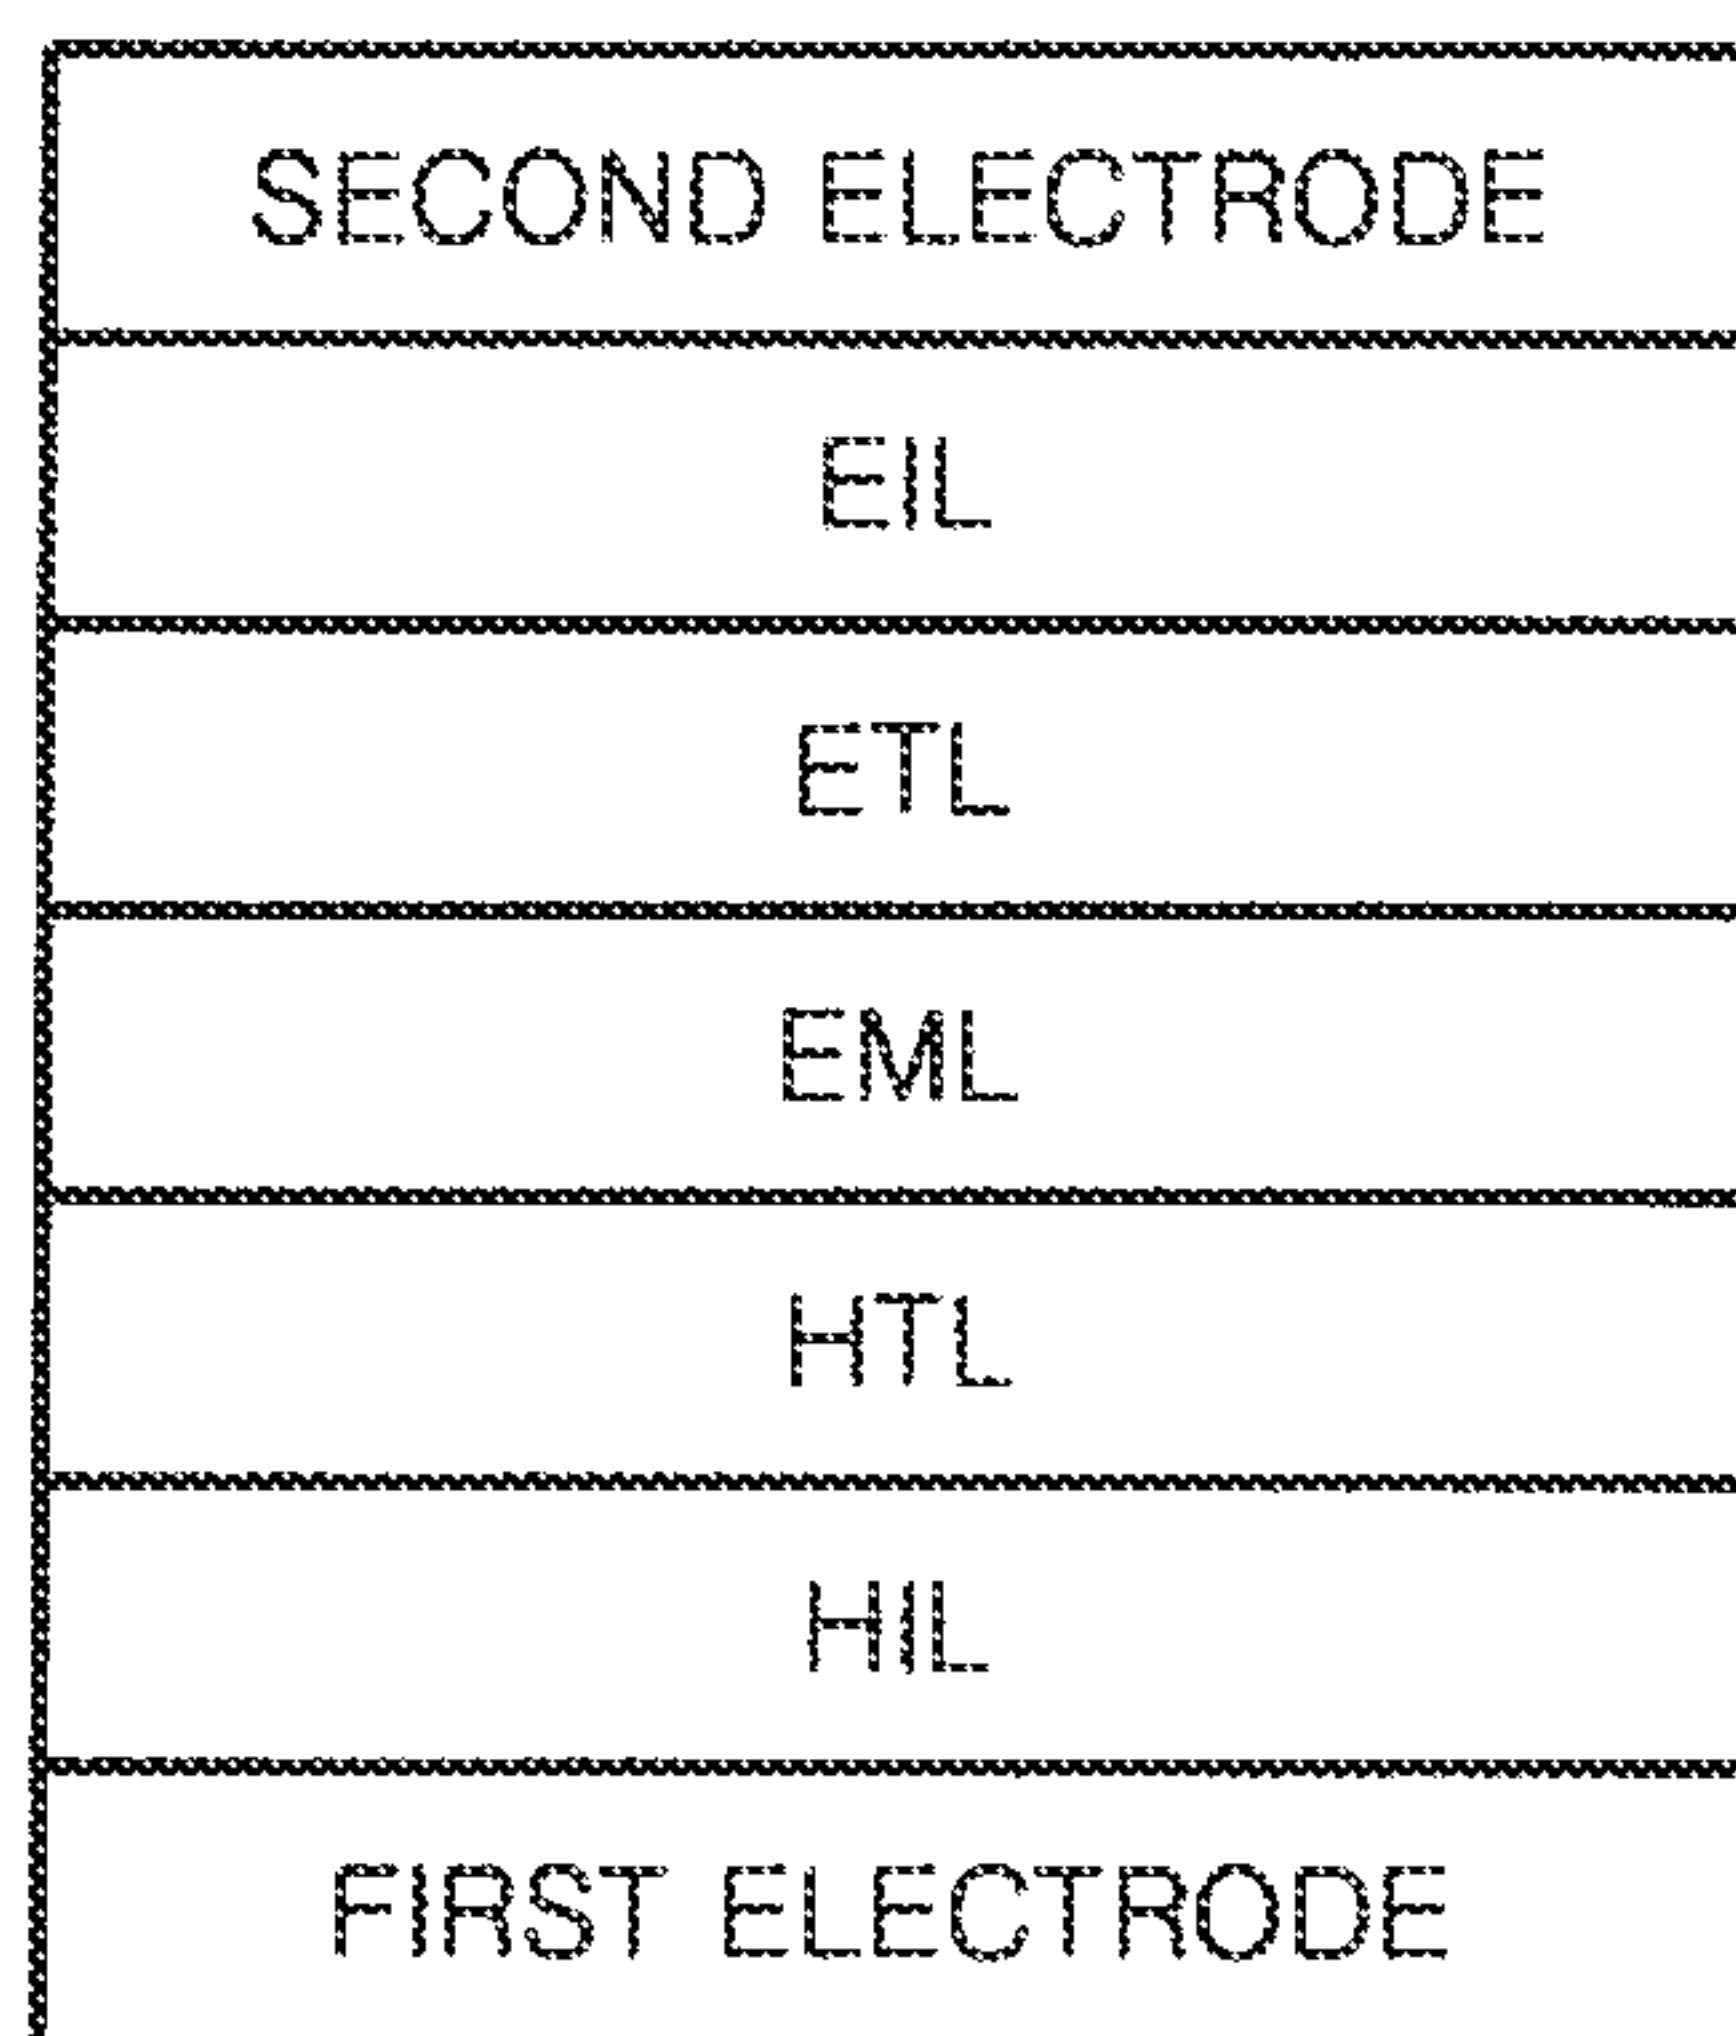 SECOND ELECTRODE
EIL
ETL
EML
HTL
HIL
FIRST ELECTRODE